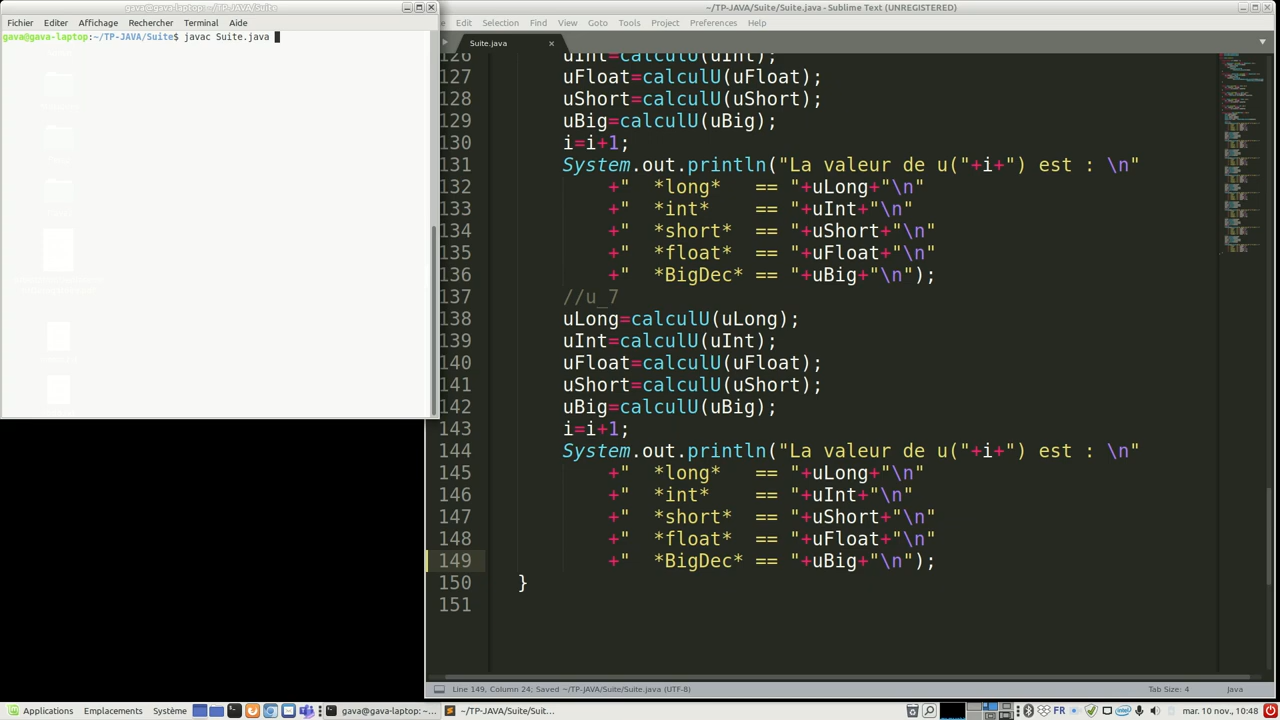 gava@gava-laptop: ~/TP-JAVA/Suite
Fichier Editer Affichage Rechercher Terminal Aide
gava@gava-laptop:~/TP-JAVA/Suite$ javac Suite.java
~/TP-JAVA/Suite/Suite.java - Sublime Text (UNREGISTERED)
Edit Selection Find View Goto Tools Project Preferences Help
Suite.java ×
126 uInt=calculU(uInt);
127 uFloat=calculU(uFloat);
128 uShort=calculU(uShort);
129 uBig=calculU(uBig);
130 i=i+1;
131 System.out.println("La valeur de u("+i+") est : \n"
132 +"  *long*   == "+uLong+"\n"
133 +"  *int*    == "+uInt+"\n"
134 +"  *short*  == "+uShort+"\n"
135 +"  *float*  == "+uFloat+"\n"
136 +"  *BigDec* == "+uBig+"\n");
137 //u_7
138 uLong=calculU(uLong);
139 uInt=calculU(uInt);
140 uFloat=calculU(uFloat);
141 uShort=calculU(uShort);
142 uBig=calculU(uBig);
143 i=i+1;
144 System.out.println("La valeur de u("+i+") est : \n"
145 +"  *long*   == "+uLong+"\n"
146 +"  *int*    == "+uInt+"\n"
147 +"  *short*  == "+uShort+"\n"
148 +"  *float*  == "+uFloat+"\n"
149 +"  *BigDec* == "+uBig+"\n");
150 }
151
Line 149, Column 24; Saved ~/TP-JAVA/Suite/Suite.java (UTF-8) Tab Size: 4 Java
Applications Emplacements Système gava@gava-laptop: ~... ~/TP-JAVA/Suite/Suit... FR mar. 10 nov., 10:48